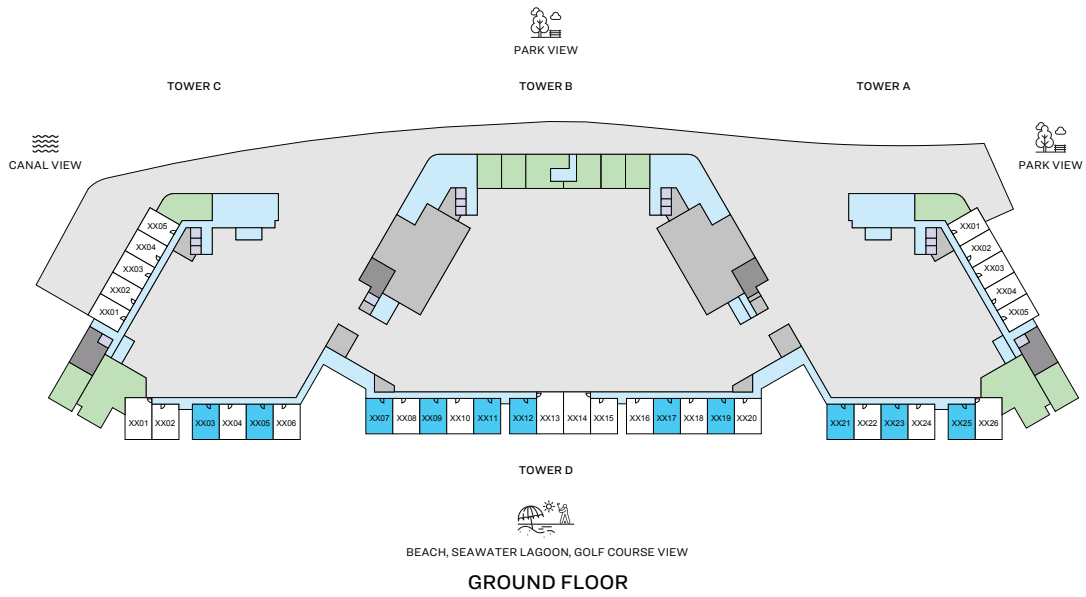 PARK VIEW
TOWER C
TOWER B
TOWER A
CANAL VIEW
PARK VIEW
XX05
XX04
XX03
XX02
XX01
XX01
XX02
XX03
XX04
XX05
XX01
XX02
XX03
XX04
XX05
XX06
XX07
XX08
XX09
XX10
XX11
XX12
XX13
XX14
XX15
XX16
XX17
XX18
XX19
XX20
XX21
XX22
XX23
XX24
XX25
XX26
TOWER D
BEACH, SEAWATER LAGOON, GOLF COURSE VIEW
GROUND FLOOR